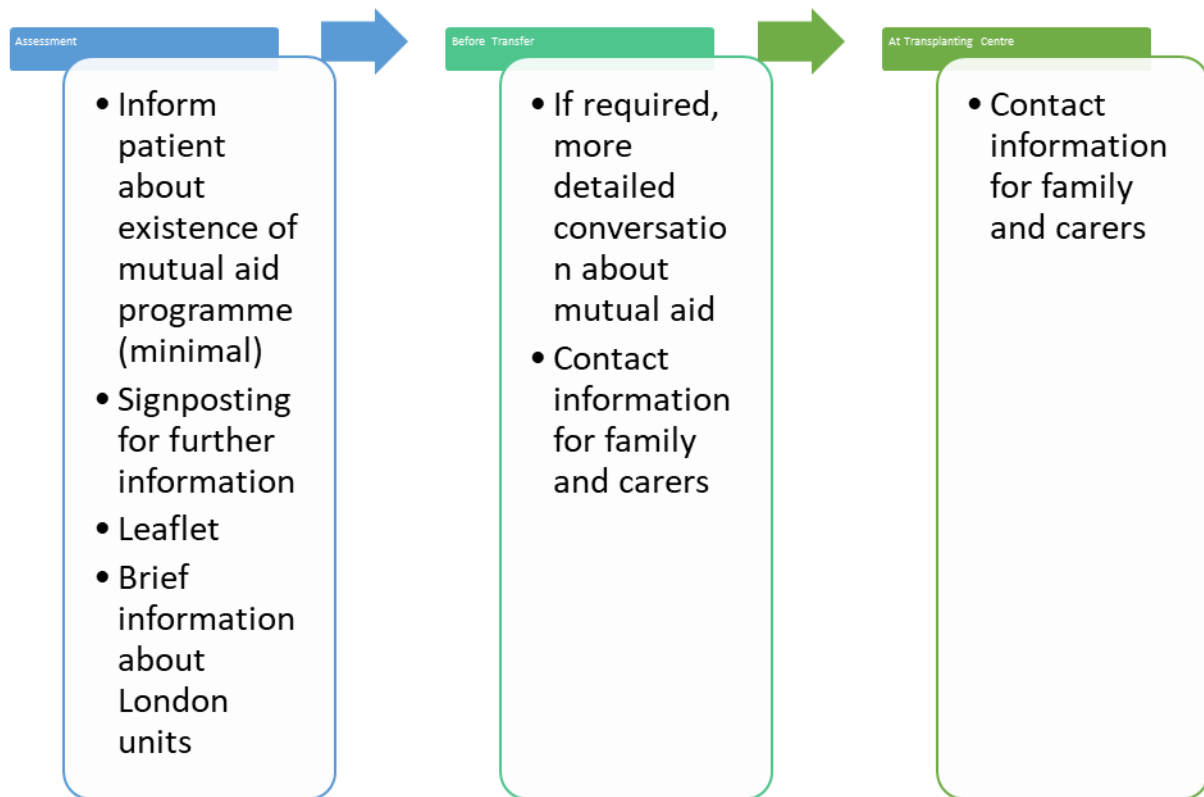 Assessment
• Inform
patient
about
existence of
mutual aid
programme
(minimal)
• Signposting
for further
information
• Leaflet
• Brief
information
about
London
units
Before Transfer
• If required,
more
detailed
conversatio
n about
mutual aid
• Contact
information
for family
and carers
At Transplanting Centre
• Contact
information
for family
and carers